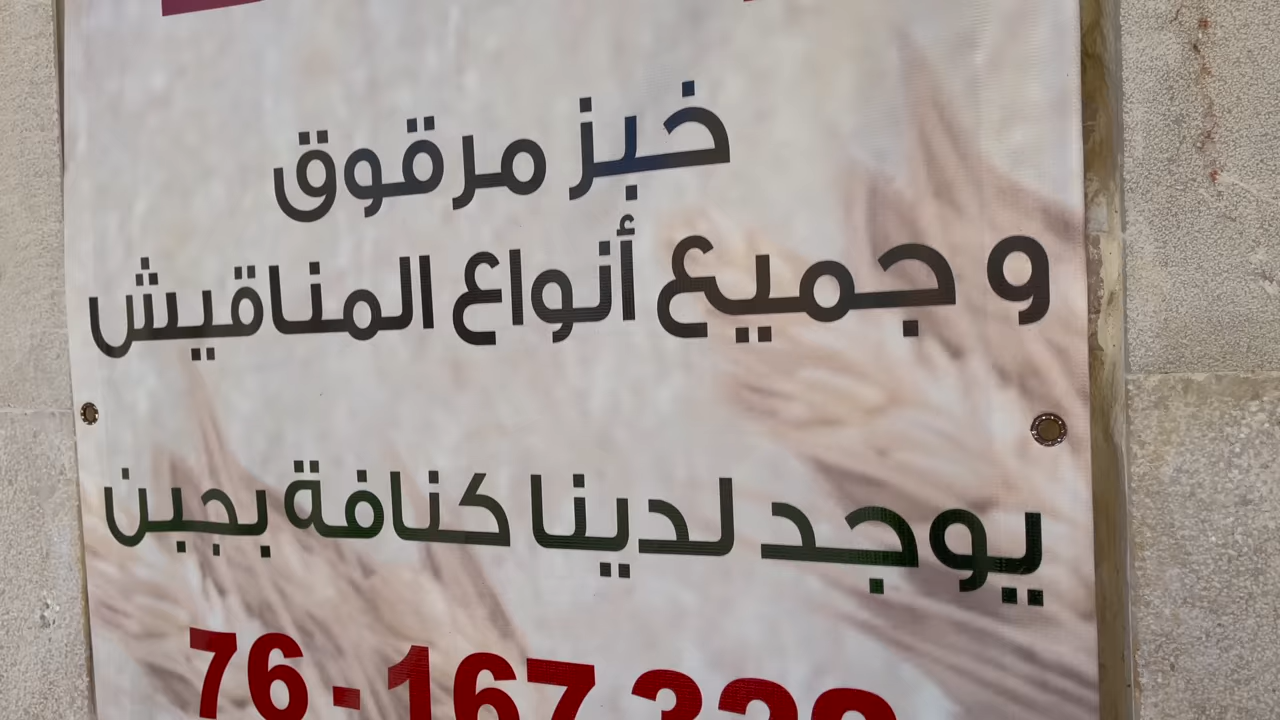 خبز مرقوق
و جميع أنواع المناقيش
يوجد لدينا كنافة بجبن
76-167